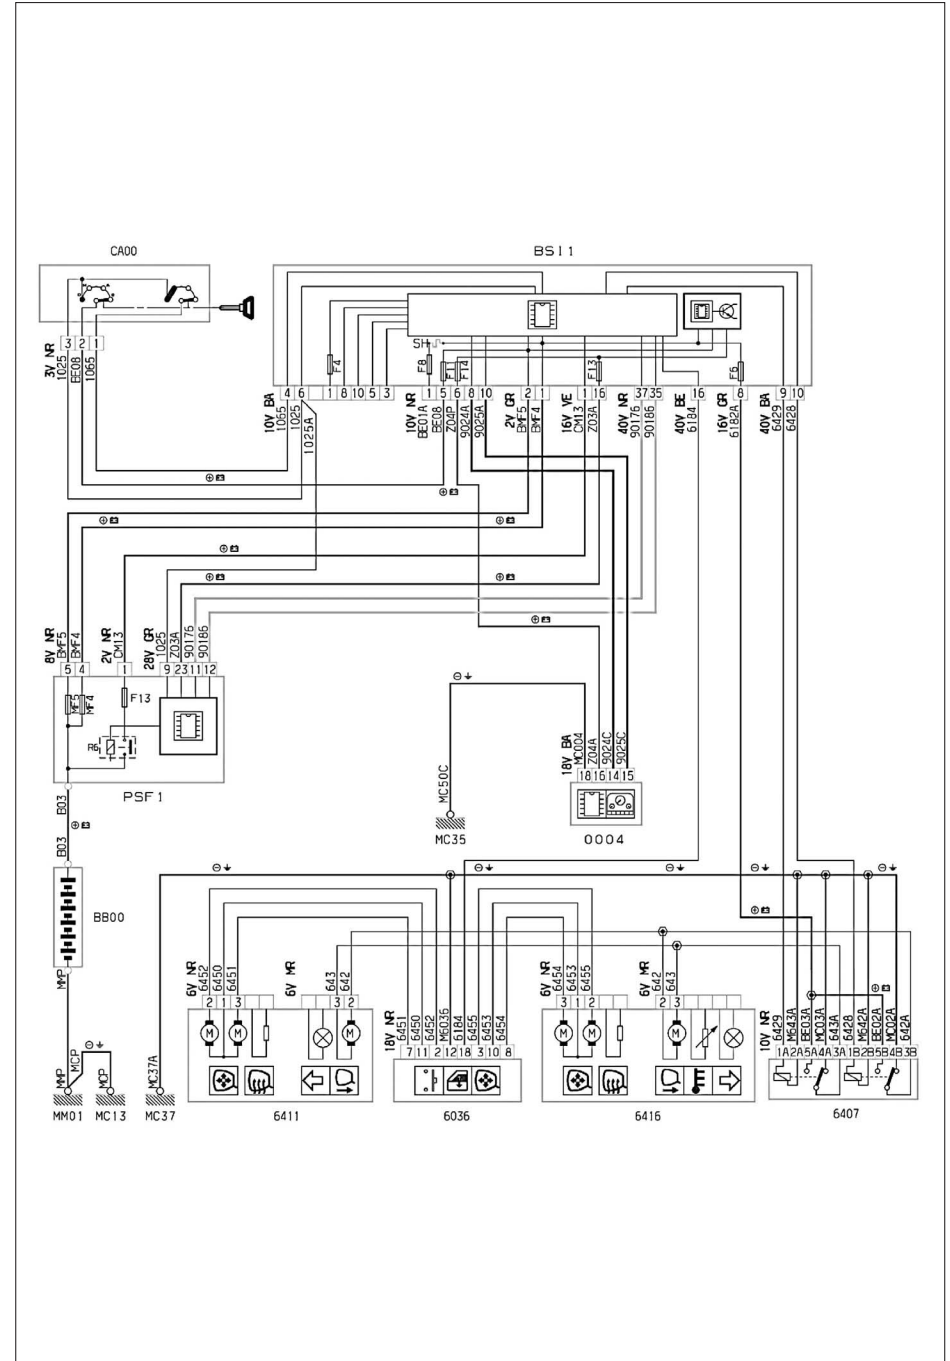 CA00
BSI1
SH
F4
F8
F1
F14
F13
F6
3 2 1
4 6 1 8 10 5 3
1 5 6 8 10
2 1
1 16
37 35
16
8
9 10
3V NR
1025
BE08
1065
10V BA
1065
1025
1025A
10V NR
BE01A
BE08
Z04P
9024A
9025A
2V GR
BMF5
BMF4
16V YE
CM13
Z03A
40V NR
90176
90186
40V BE
6184
16V GR
6182A
40V BA
6429
6428
8V NR
BMF5
BMF4
2V NR
CM13
28V GR
1025
Z03A
90176
90186
5 4
1
9 23 11 12
MF5
MF4
F13
R6
PSF1
B03
B03
BB00
MMP
MMP
MCP
MCP
MM01
MC13
MC37A
MC37
MC50C
MC35
18V BA
MC004
Z04A
9024C
9025C
18 16 14 15
0004
6V NR
6452
6450
6451
6V MR
643
642
2 1 3
3 2
M M M
6411
18V NR
6451
6450
6452
M6036
6184
6455
6453
6454
7 11 2 12 18 3 10 8
6036
6V NR
6454
6453
6455
6V MR
642
643
3 1 2
2 3
M M M
6416
10V NR
6429
M643A
BE03A
MC03A
643A
6428
M642A
BE02A
MC02A
642A
1A 2A 5A 4A 3A 1B 2B 5B 4B 3B
6407